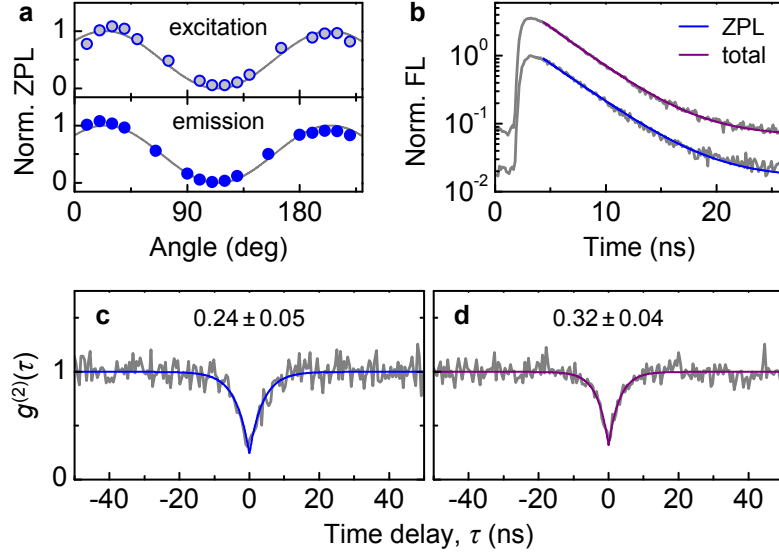 a
excitation
1
0
Norm. ZPL
emission
1
0
0 90 180
Angle (deg)
b
ZPL
total
10⁰
10⁻¹
10⁻²
Norm. FL
0 10 20
Time (ns)
c
0.24 ± 0.05
d
0.32 ± 0.04
1
0
g⁽²⁾(τ)
-40 -20 0 20 40
-40 -20 0 20 40
Time delay, τ (ns)